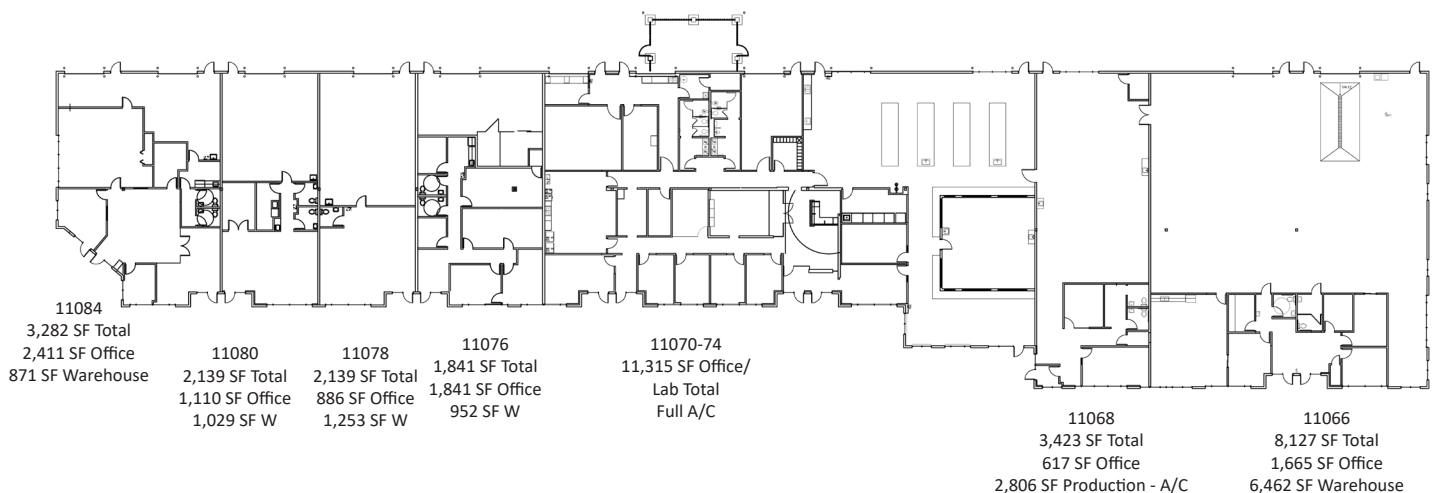 11084
3,282 SF Total
2,411 SF Office
871 SF Warehouse
11080
2,139 SF Total
1,110 SF Office
1,029 SF W
11078
2,139 SF Total
886 SF Office
1,253 SF W
11076
1,841 SF Total
1,841 SF Office
952 SF W
11070-74
11,315 SF Office/
Lab Total
Full A/C
11068
3,423 SF Total
617 SF Office
2,806 SF Production - A/C
11066
8,127 SF Total
1,665 SF Office
6,462 SF Warehouse